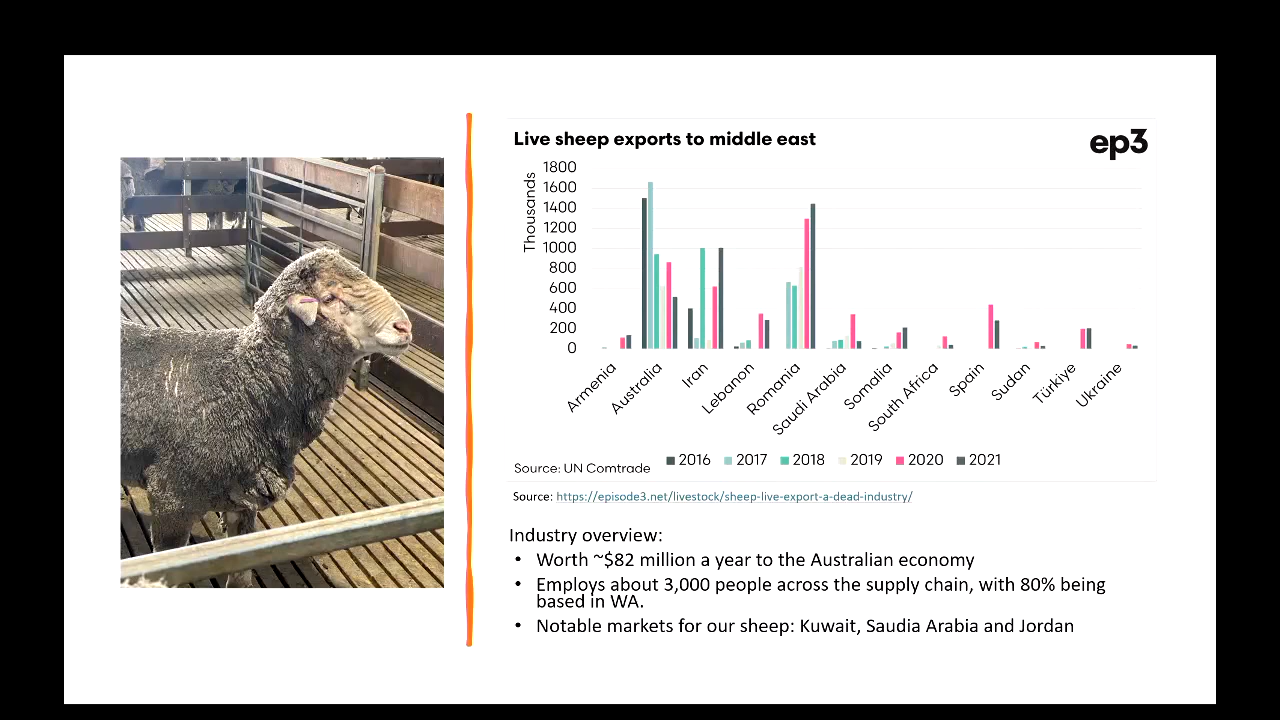 Live sheep exports to middle east
ep3
Thousands
1800
1600
1400
1200
1000
800
600
400
200
0
Armenia
Australia
Iran
Lebanon
Romania
Saudi Arabia
Somalia
South Africa
Spain
Sudan
Türkiye
Ukraine
2016 2017 2018 2019 2020 2021
Source: UN Comtrade
Source: https://episode3.net/livestock/sheep-live-export-a-dead-industry/
Industry overview:
• Worth ~$82 million a year to the Australian economy
• Employs about 3,000 people across the supply chain, with 80% being
based in WA.
• Notable markets for our sheep: Kuwait, Saudia Arabia and Jordan